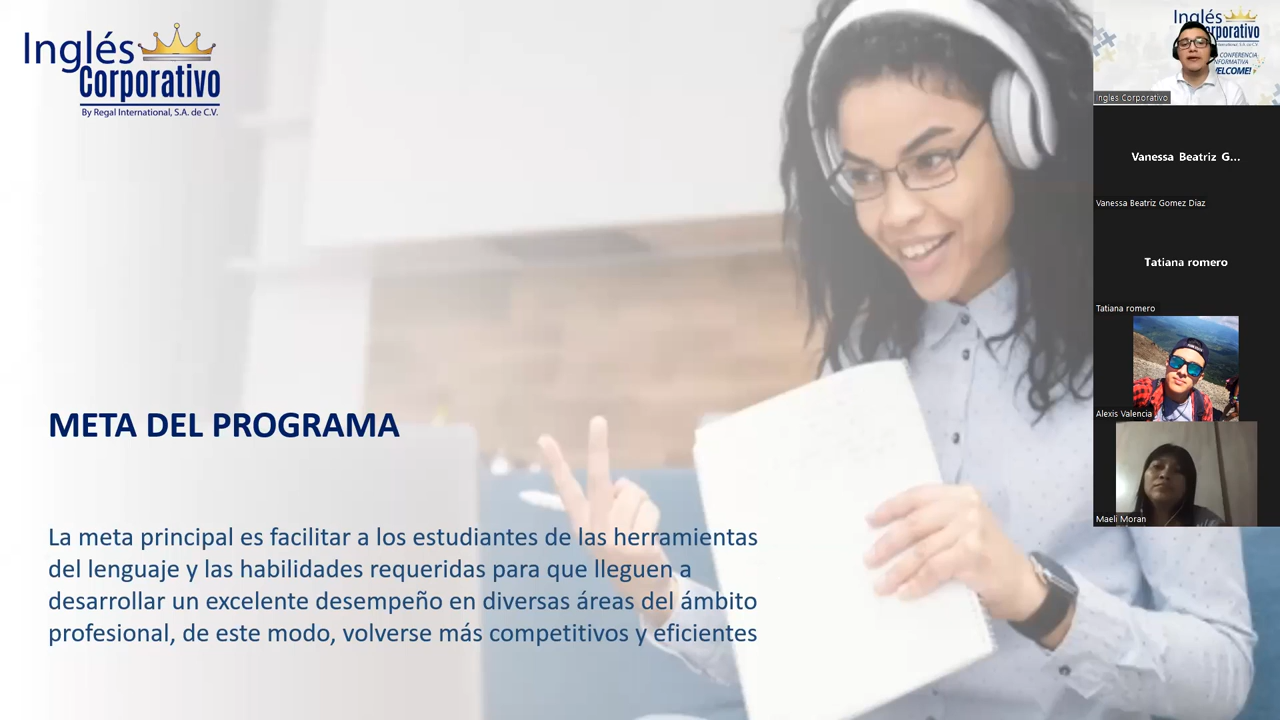 Inglés
Corporativo
By Regal International, S.A. de C.V.
META DEL PROGRAMA
La meta principal es facilitar a los estudiantes de las herramientas
del lenguaje y las habilidades requeridas para que lleguen a
desarrollar un excelente desempeño en diversas áreas del ámbito
profesional, de este modo, volverse más competitivos y eficientes
Inglés
CONFERENCIA
Ingles Corporativo
Vanessa Beatriz G...
Vanessa Beatriz Gomez Diaz
Tatiana romero
Tatiana romero
Alexis Valencia
Maeli Moran